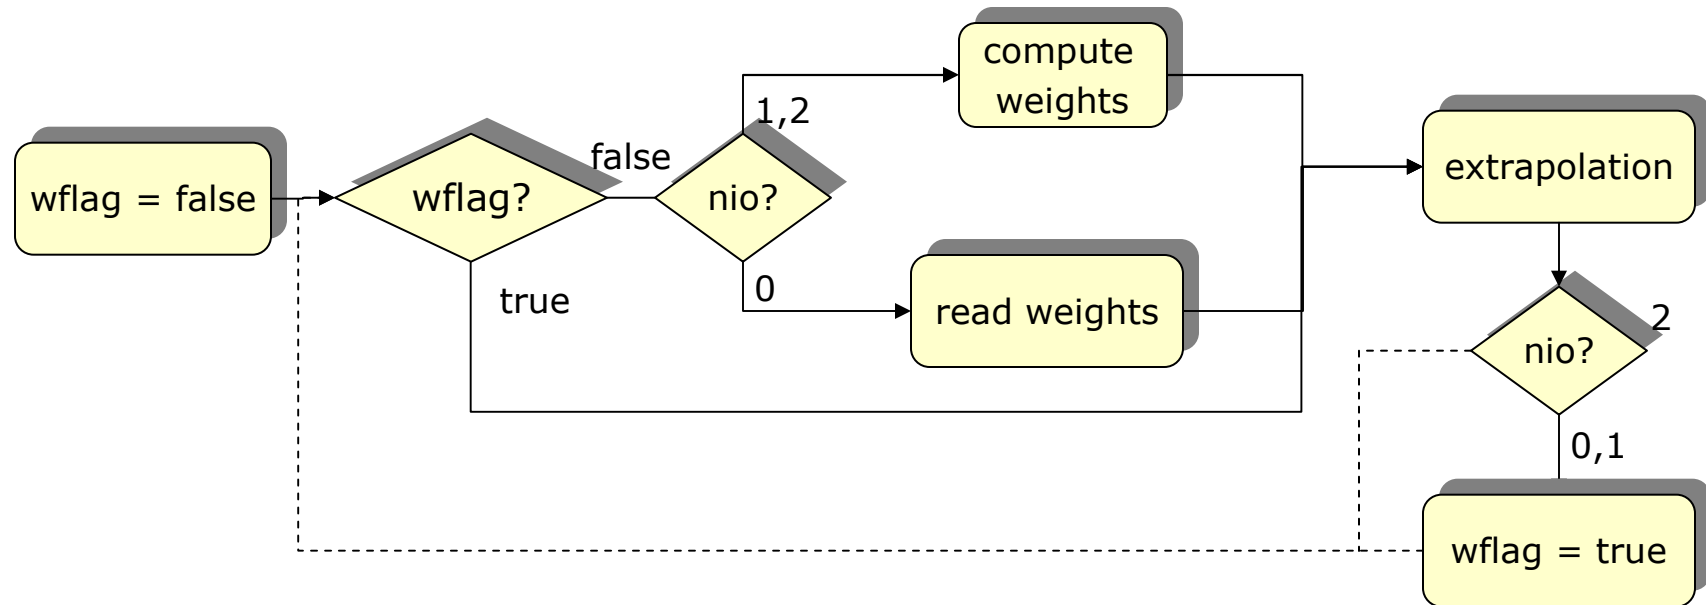 wflag = false
wflag?
false
true
nio?
1,2
0
compute
weights
read weights
extrapolation
nio?
2
0,1
wflag = true